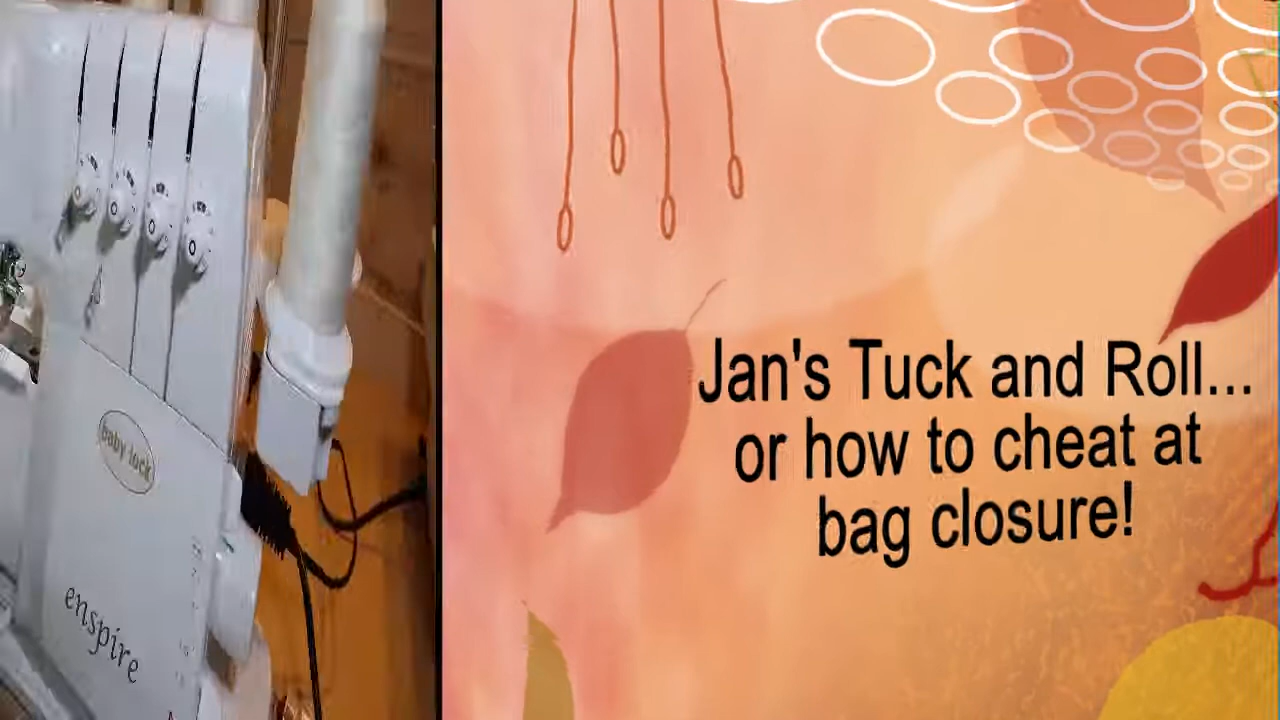 baby lock
enspire
Jan's Tuck and Roll...
or how to cheat at
bag closure!